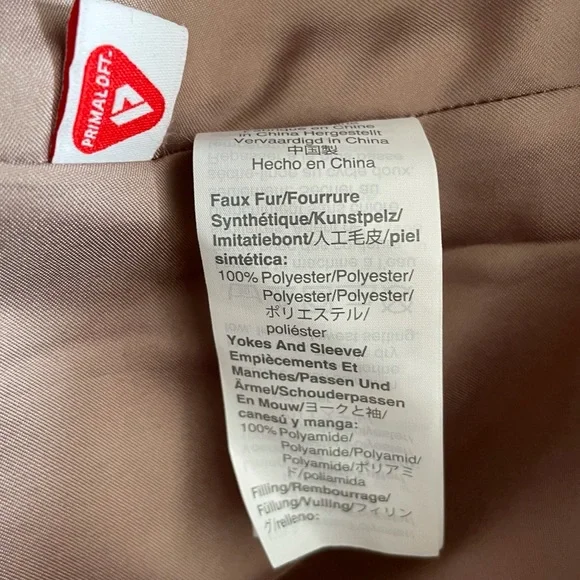 PRIMALOFT
in China Hergestellt
Vervaardigd in China
中国製
Hecho en China
Faux Fur/Fourrure
Synthétique/Kunstpelz/
Imitatiebont/人工毛皮/piel
sintética:
100% Polyester/Polyester/
Polyester/Polyester/
ポリエステル/
poliéster
Yokes And Sleeve/
Empiècements Et
Manches/Passen Und
Ärmel/Schouderpassen
En Mouw/ヨークと袖/
canesú y manga:
100% Polyamide/
Polyamide/Polyamid/
Polyamide/ポリアミ
ド/poliamida
Filling/Rembourrage/
Füllung/Vulling/フィリン
グ/relleno: